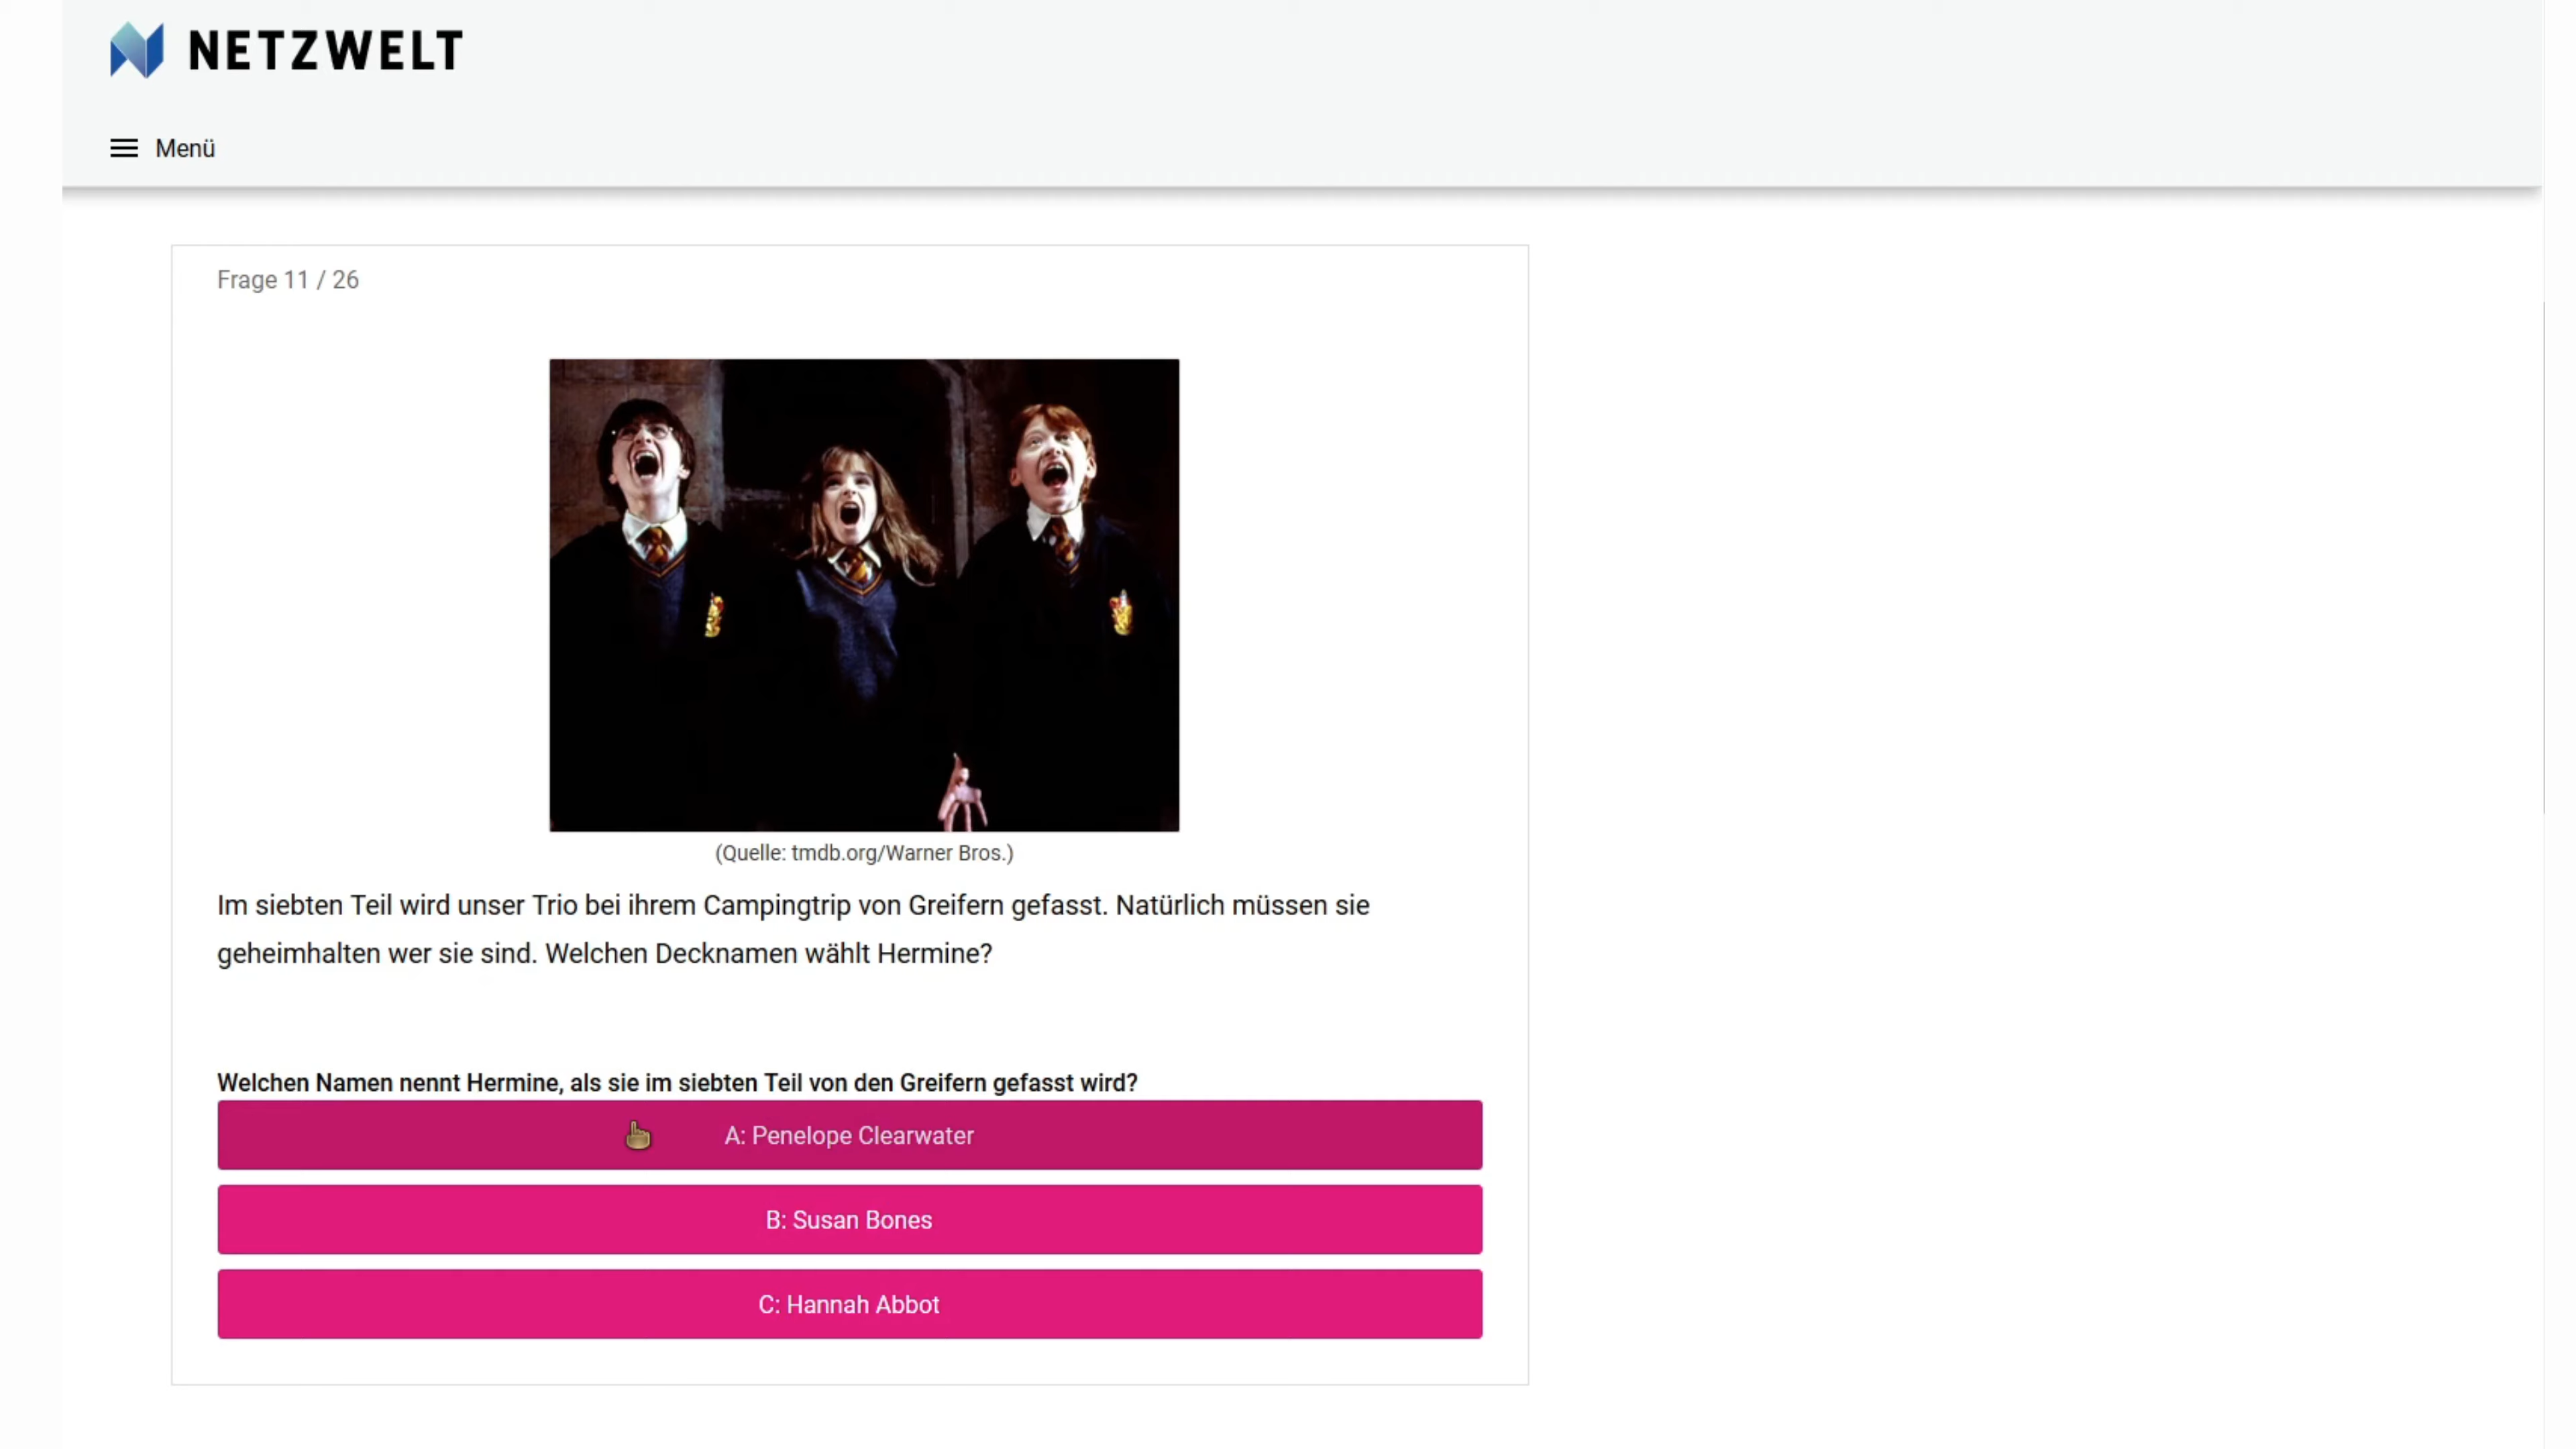 NETZWELT
Menü
Frage 11 / 26
(Quelle: tmdb.org/Warner Bros.)
Im siebten Teil wird unser Trio bei ihrem Campingtrip von Greifern gefasst. Natürlich müssen sie
geheimhalten wer sie sind. Welchen Decknamen wählt Hermine?
Welchen Namen nennt Hermine, als sie im siebten Teil von den Greifern gefasst wird?
A: Penelope Clearwater
B: Susan Bones
C: Hannah Abbot